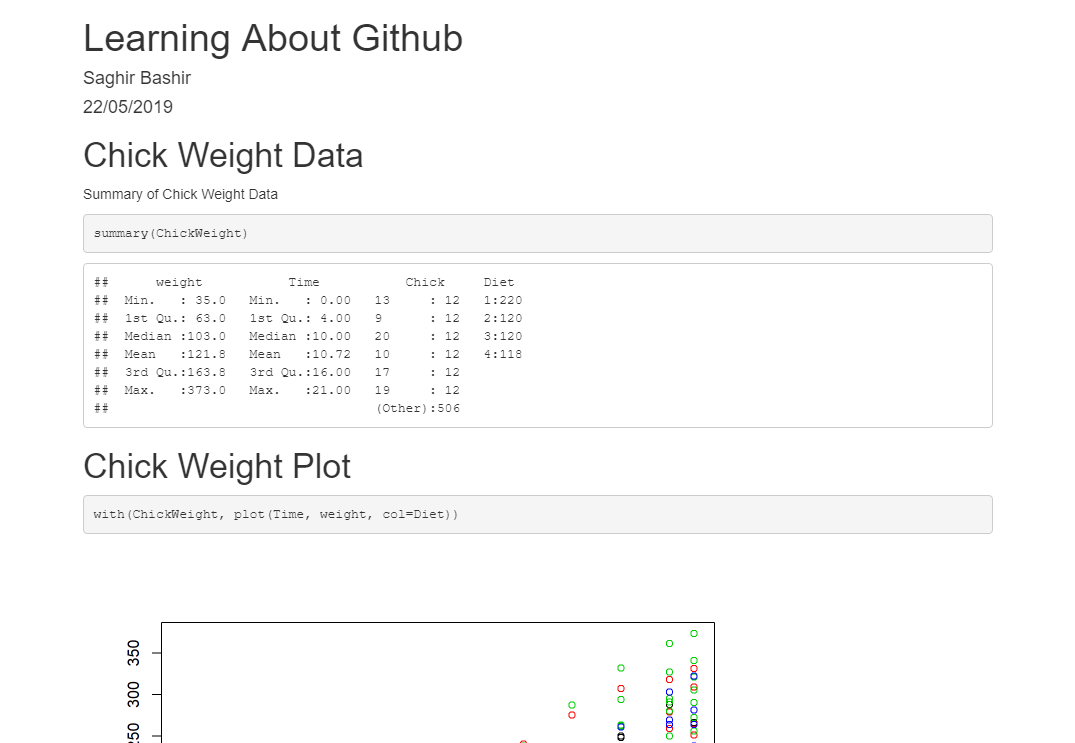 Learning About Github
Saghir Bashir
22/05/2019
Chick Weight Data
Summary of Chick Weight Data
summary(ChickWeight)
##      weight           Time           Chick     Diet
##  Min.   : 35.0   Min.   : 0.00   13     : 12   1:220
##  1st Qu.: 63.0   1st Qu.: 4.00   9      : 12   2:120
##  Median :103.0   Median :10.00   20     : 12   3:120
##  Mean   :121.8   Mean   :10.72   10     : 12   4:118
##  3rd Qu.:163.8   3rd Qu.:16.00   17     : 12
##  Max.   :373.0   Max.   :21.00   19     : 12
##                                  (Other):506
Chick Weight Plot
with(ChickWeight, plot(Time, weight, col=Diet))
350
300